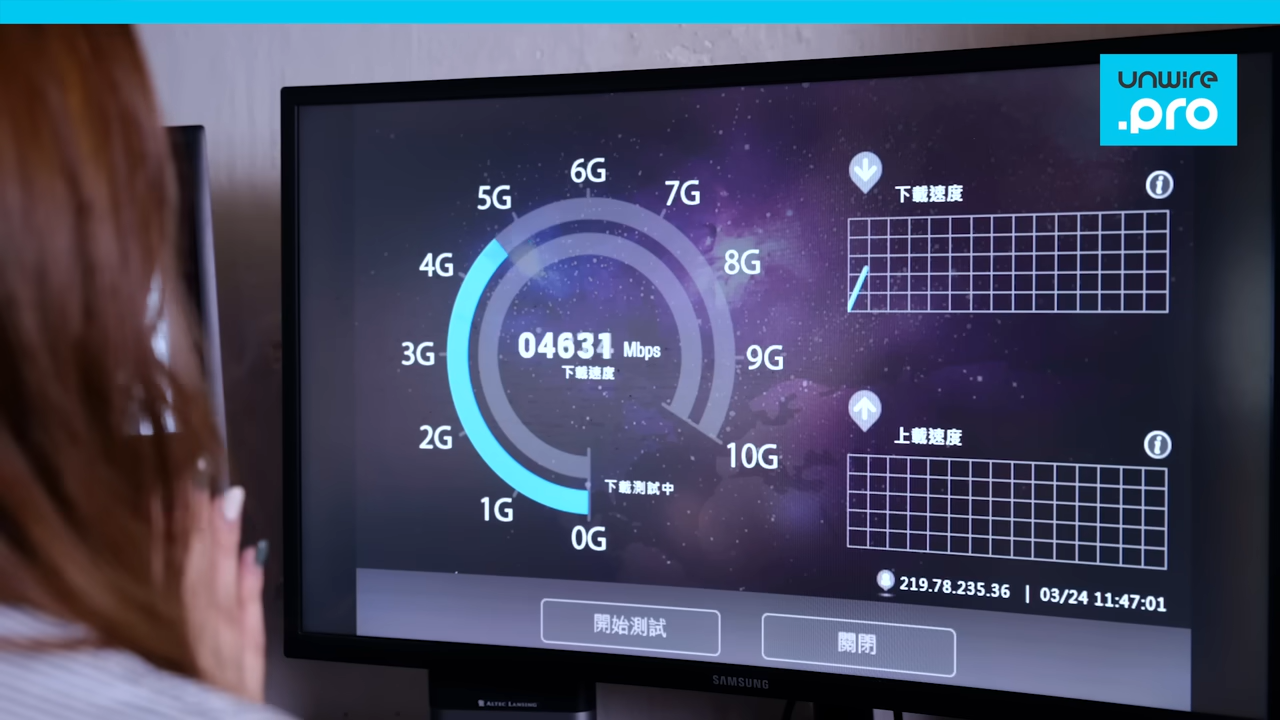 unwire
.pro
6G
5G
7G
4G
8G
3G
9G
2G
10G
1G
0G
04631 Mbps
下載速度
下載測試中
下載速度
上載速度
219.78.235.36 | 03/24 11:47:01
開始測試
關閉
SAMSUNG
ALTEC LANSING